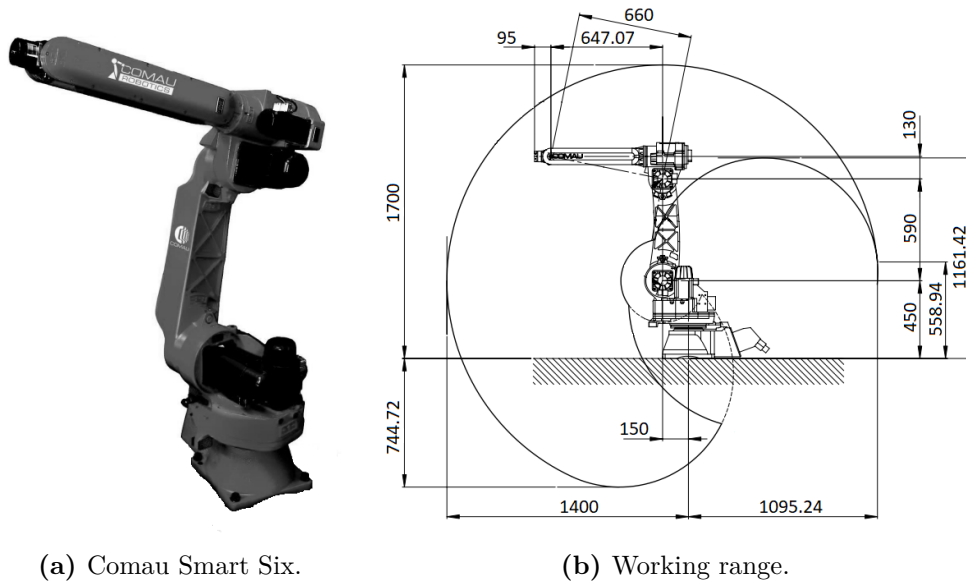 COMAU
ROBOTICS
COMAU
660
95
647.07
COMAU
130
1700
590
1161.42
450
558.94
744.72
150
1400
1095.24
(a) Comau Smart Six.
(b) Working range.